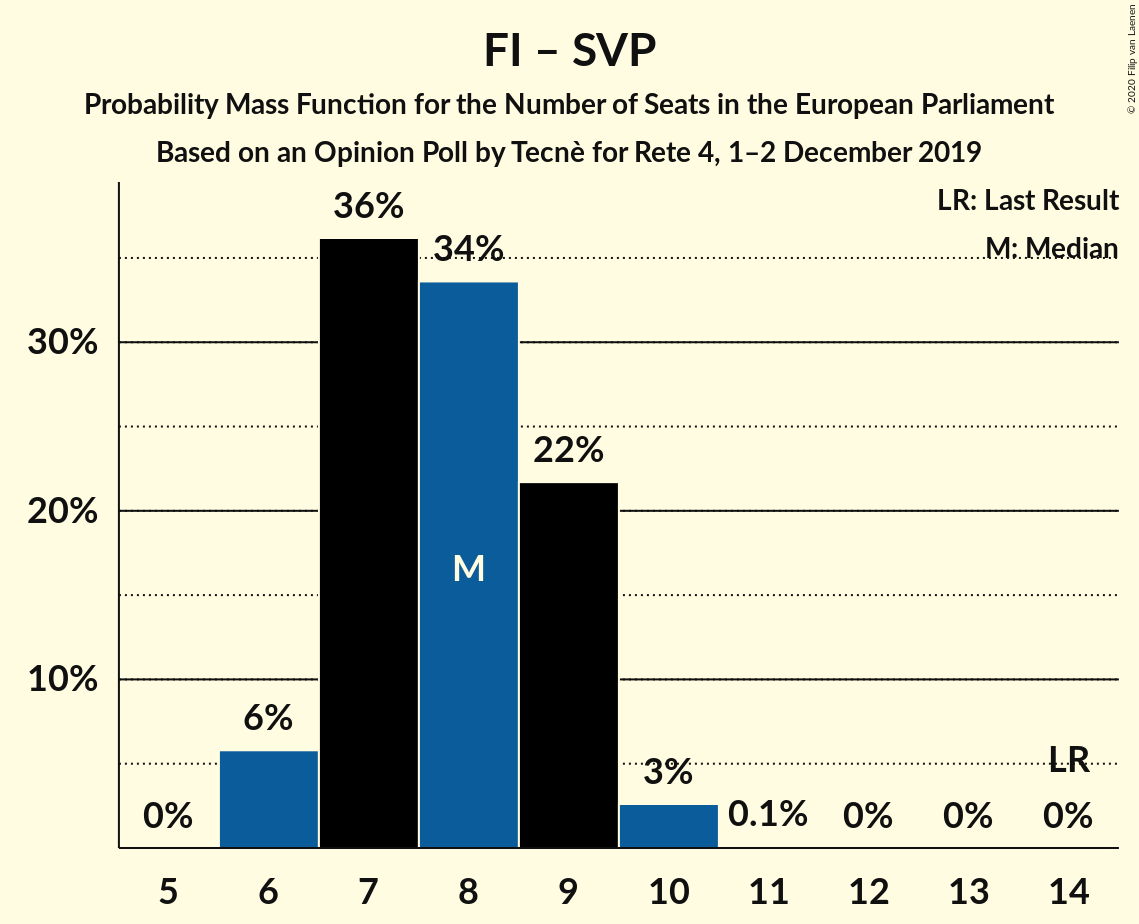 FI – SVP
Probability Mass Function for the Number of Seats in the European Parliament
Based on an Opinion Poll by Tecnè for Rete 4, 1–2 December 2019
© 2020 Filip van Laenen
LR: Last Result
M: Median
36%
34%
30%
22%
20%
M
10%
6%
3%
LR
0%
0.1%
0%
0%
0%
5 6 7 8 9 10 11 12 13 14